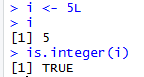 > i <- 5L
> i
[1] 5
> is.integer(i)
[1] TRUE